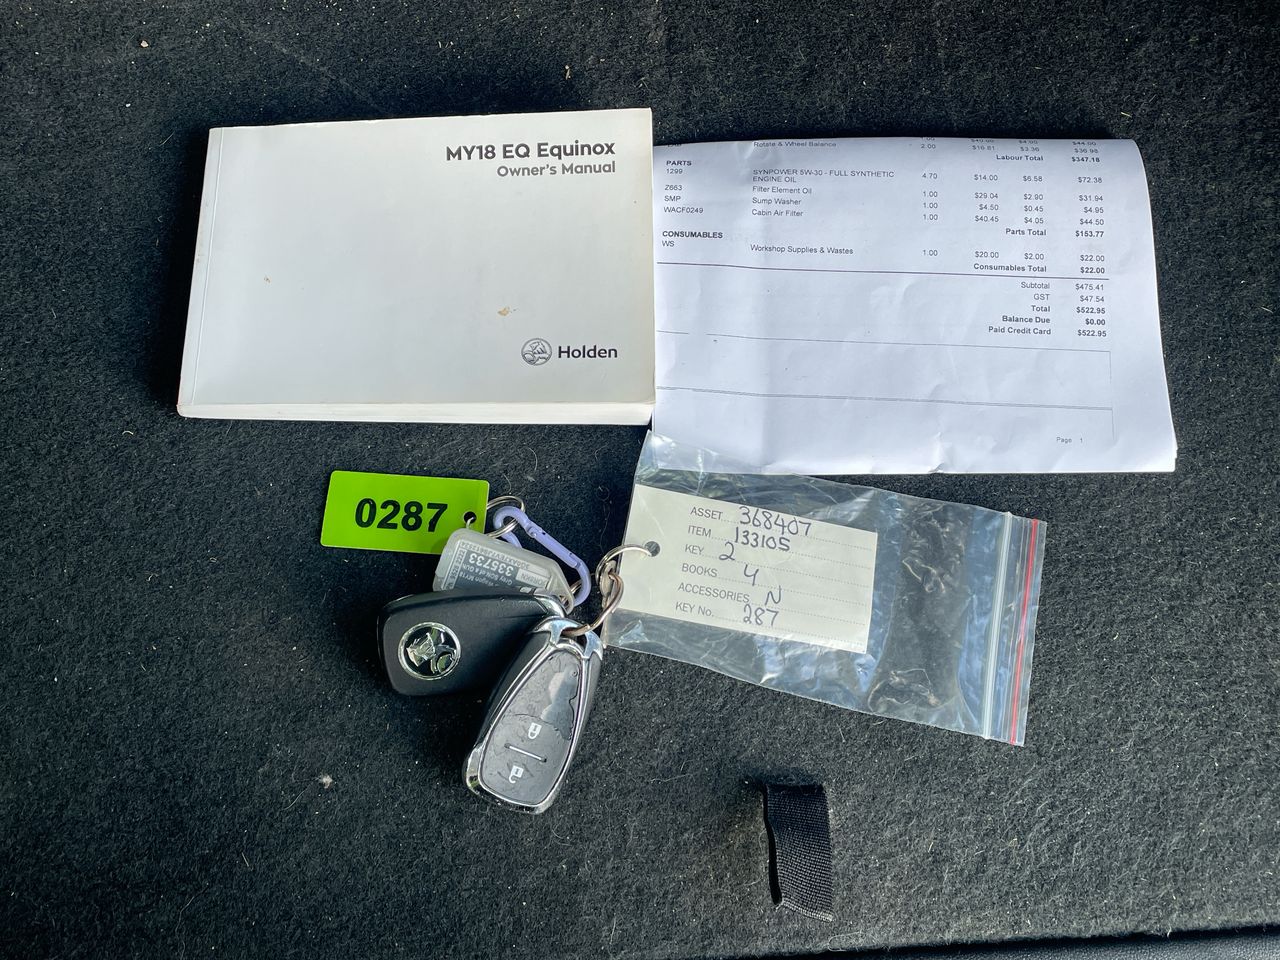 MY18 EQ Equinox
Owner's Manual
Holden
Rotate & Wheel Balance 2.00 $16.81 $3.36 $36.98
Labour Total $347.18
PARTS
1299 SYNPOWER 5W-30 - FULL SYNTHETIC ENGINE OIL 4.70 $14.00 $6.58 $72.38
Z663 Filter Element Oil 1.00 $29.04 $2.90 $31.94
SMP Sump Washer 1.00 $4.50 $0.45 $4.95
WACF0249 Cabin Air Filter 1.00 $40.45 $4.05 $44.50
Parts Total $153.77
CONSUMABLES
WS Workshop Supplies & Wastes 1.00 $20.00 $2.00 $22.00
Consumables Total $22.00
Subtotal $475.41
GST $47.54
Total $522.95
Balance Due $0.00
Paid Credit Card $522.95
Page 1
0287
335733
ASSET 368407
ITEM 133105
KEY 2
BOOKS 4
ACCESSORIES N
KEY No. 287